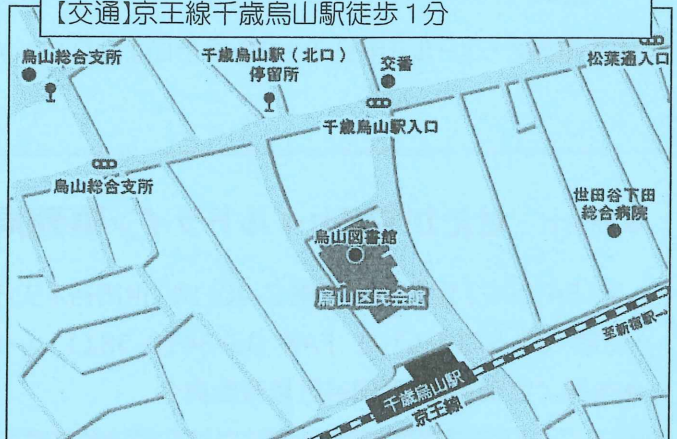 【交通】京王線千歳烏山駅徒歩1分
烏山総合支所
千歳烏山駅（北口）
停留所
交番
松葉通入口
千歳烏山駅入口
烏山総合支所
世田谷下田
総合病院
烏山図書館
烏山区民会館
至新宿駅→
千歳烏山駅
京王線